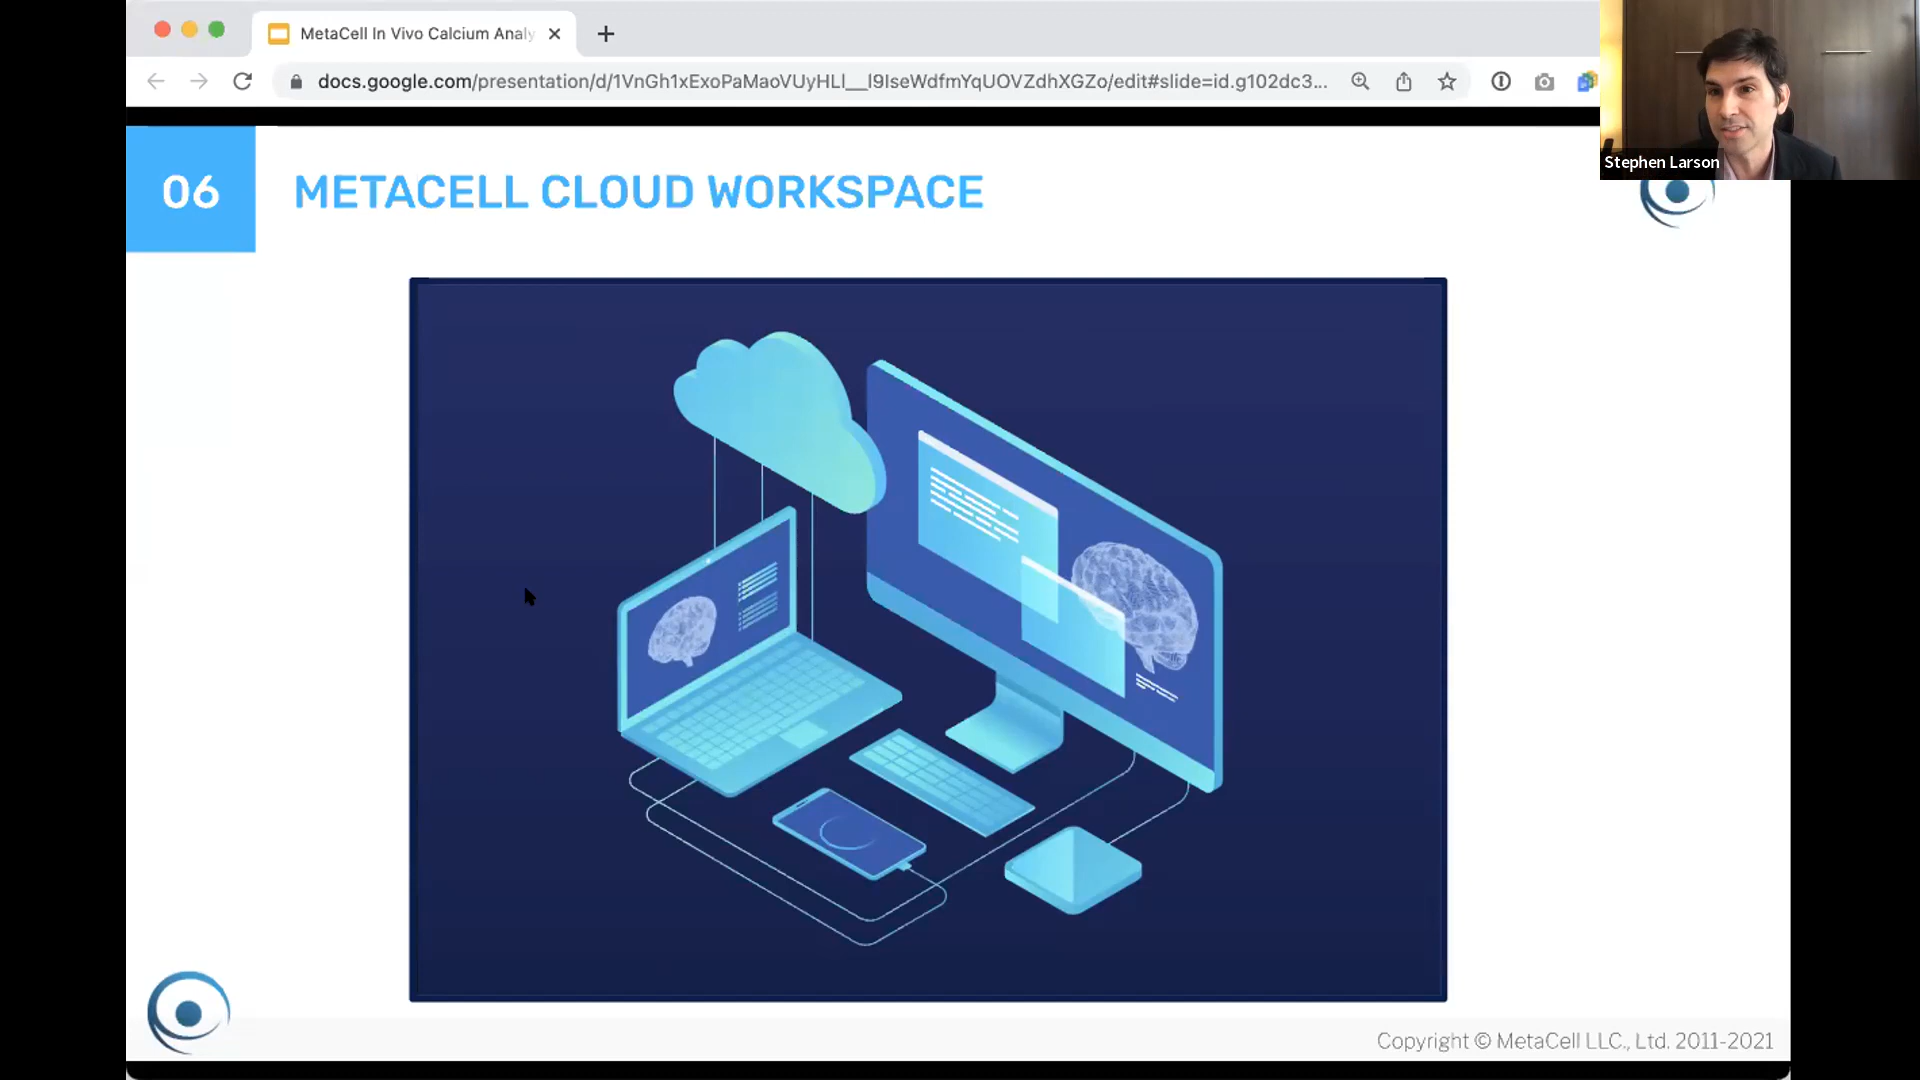 MetaCell In Vivo Calcium Analy
docs.google.com/presentation/d/1VnGh1xExoPaMaoVUyHLl__l9IseWdfmYqUOVZdhXGZo/edit#slide=id.g102dc3...
Stephen Larson
06
METACELL CLOUD WORKSPACE
Copyright © MetaCell LLC., Ltd. 2011-2021